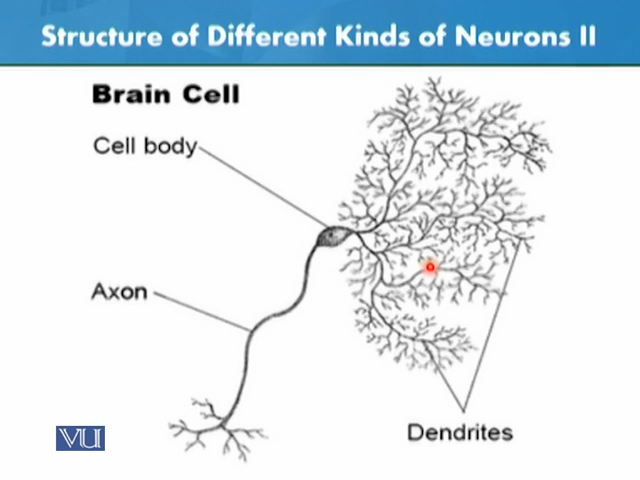 Structure of Different Kinds of Neurons II
Brain Cell
Cell body
Axon
Dendrites
VU